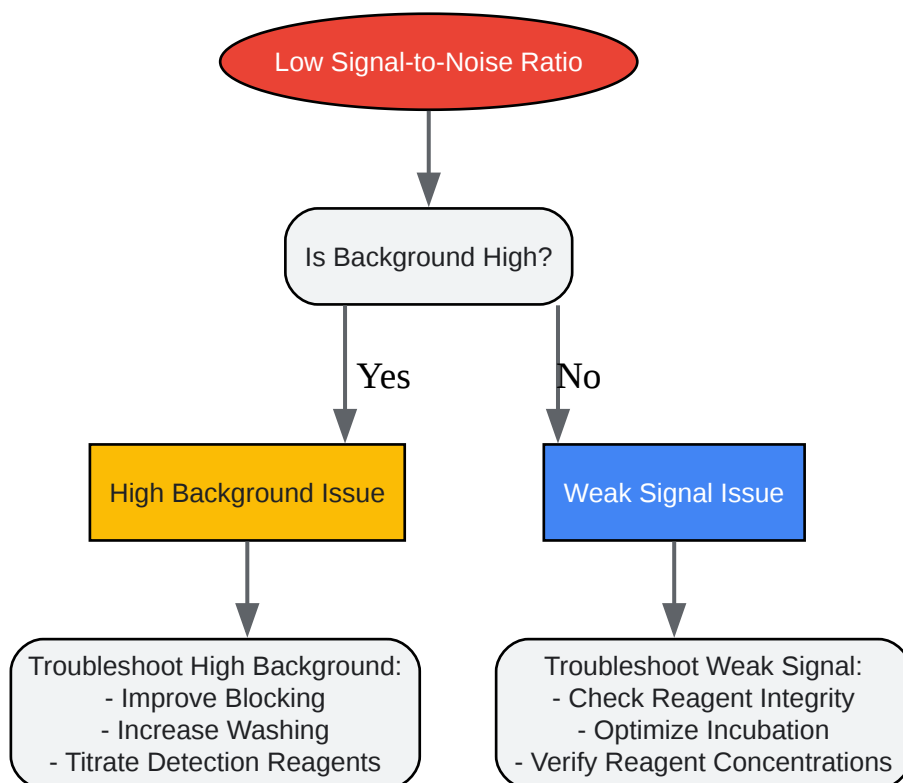 Low Signal-to-Noise Ratio
Is Background High?
Yes
No
High Background Issue
Weak Signal Issue
Troubleshoot High Background:
- Improve Blocking
- Increase Washing
- Titrate Detection Reagents
Troubleshoot Weak Signal:
- Check Reagent Integrity
- Optimize Incubation
- Verify Reagent Concentrations